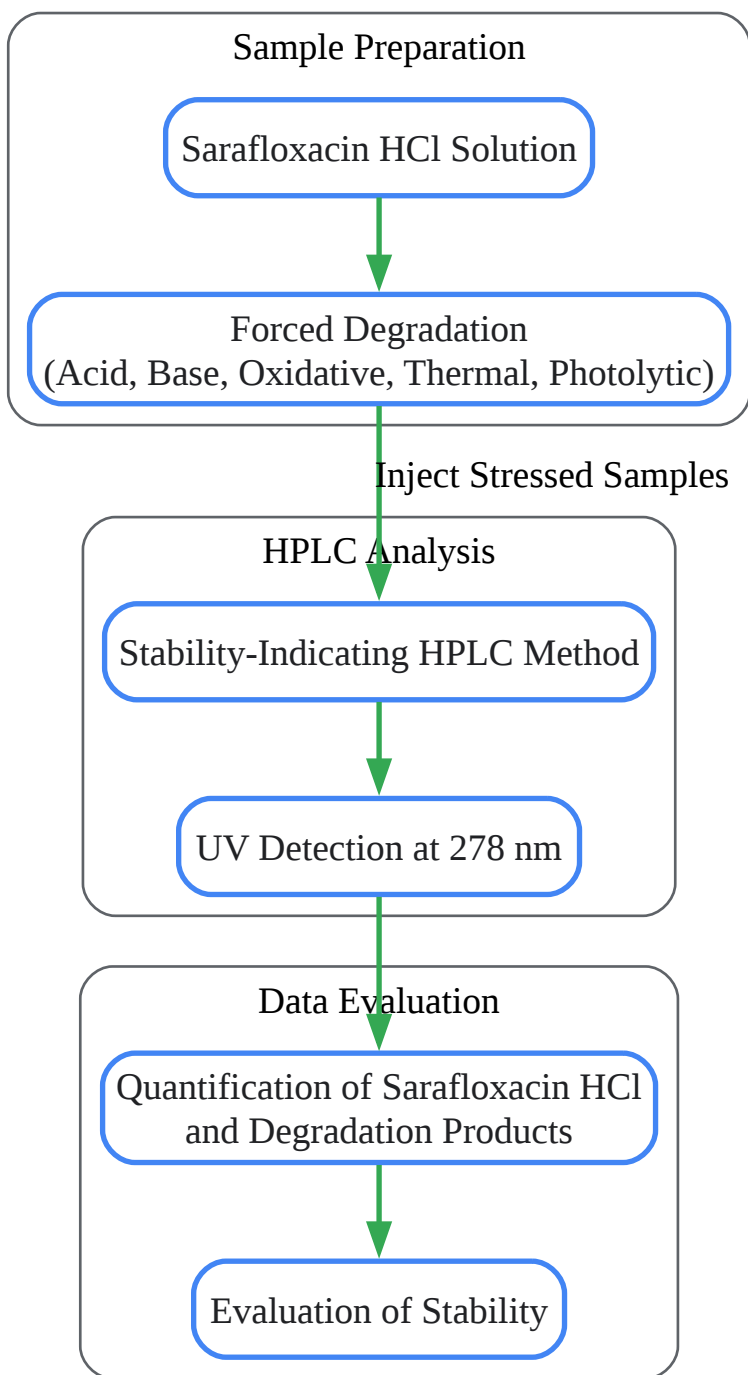 Sample Preparation
Sarafloxacin HCl Solution
Forced Degradation
(Acid, Base, Oxidative, Thermal, Photolytic)
Inject Stressed Samples
HPLC Analysis
Stability-Indicating HPLC Method
UV Detection at 278 nm
Data Evaluation
Quantification of Sarafloxacin HCl
and Degradation Products
Evaluation of Stability